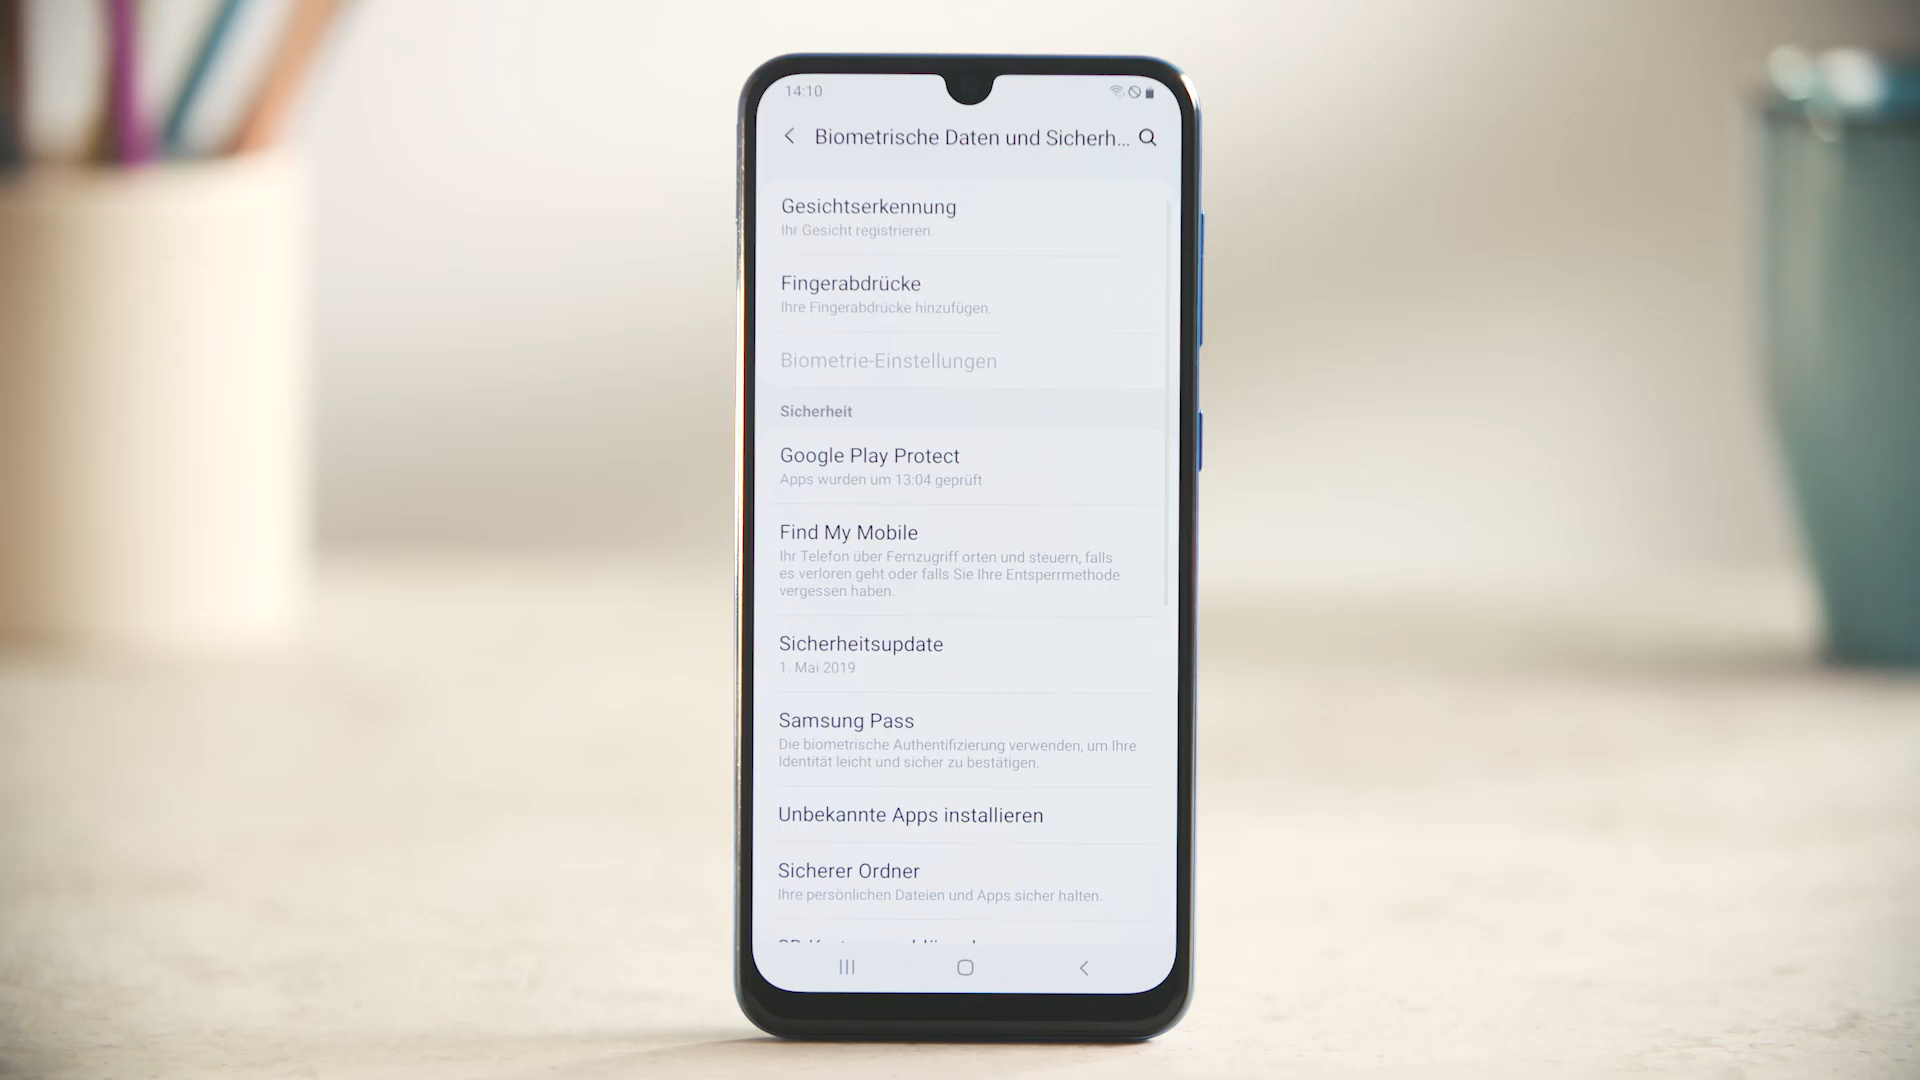 14:10
Biometrische Daten und Sicherh...
Gesichtserkennung
Ihr Gesicht registrieren.
Fingerabdrücke
Ihre Fingerabdrücke hinzufügen.
Biometrie-Einstellungen
Sicherheit
Google Play Protect
Apps wurden um 13:04 geprüft
Find My Mobile
Ihr Telefon über Fernzugriff orten und steuern, falls
es verloren geht oder falls Sie Ihre Entsperrmethode
vergessen haben.
Sicherheitsupdate
1. Mai 2019
Samsung Pass
Die biometrische Authentifizierung verwenden, um Ihre
Identität leicht und sicher zu bestätigen.
Unbekannte Apps installieren
Sicherer Ordner
Ihre persönlichen Dateien und Apps sicher halten.